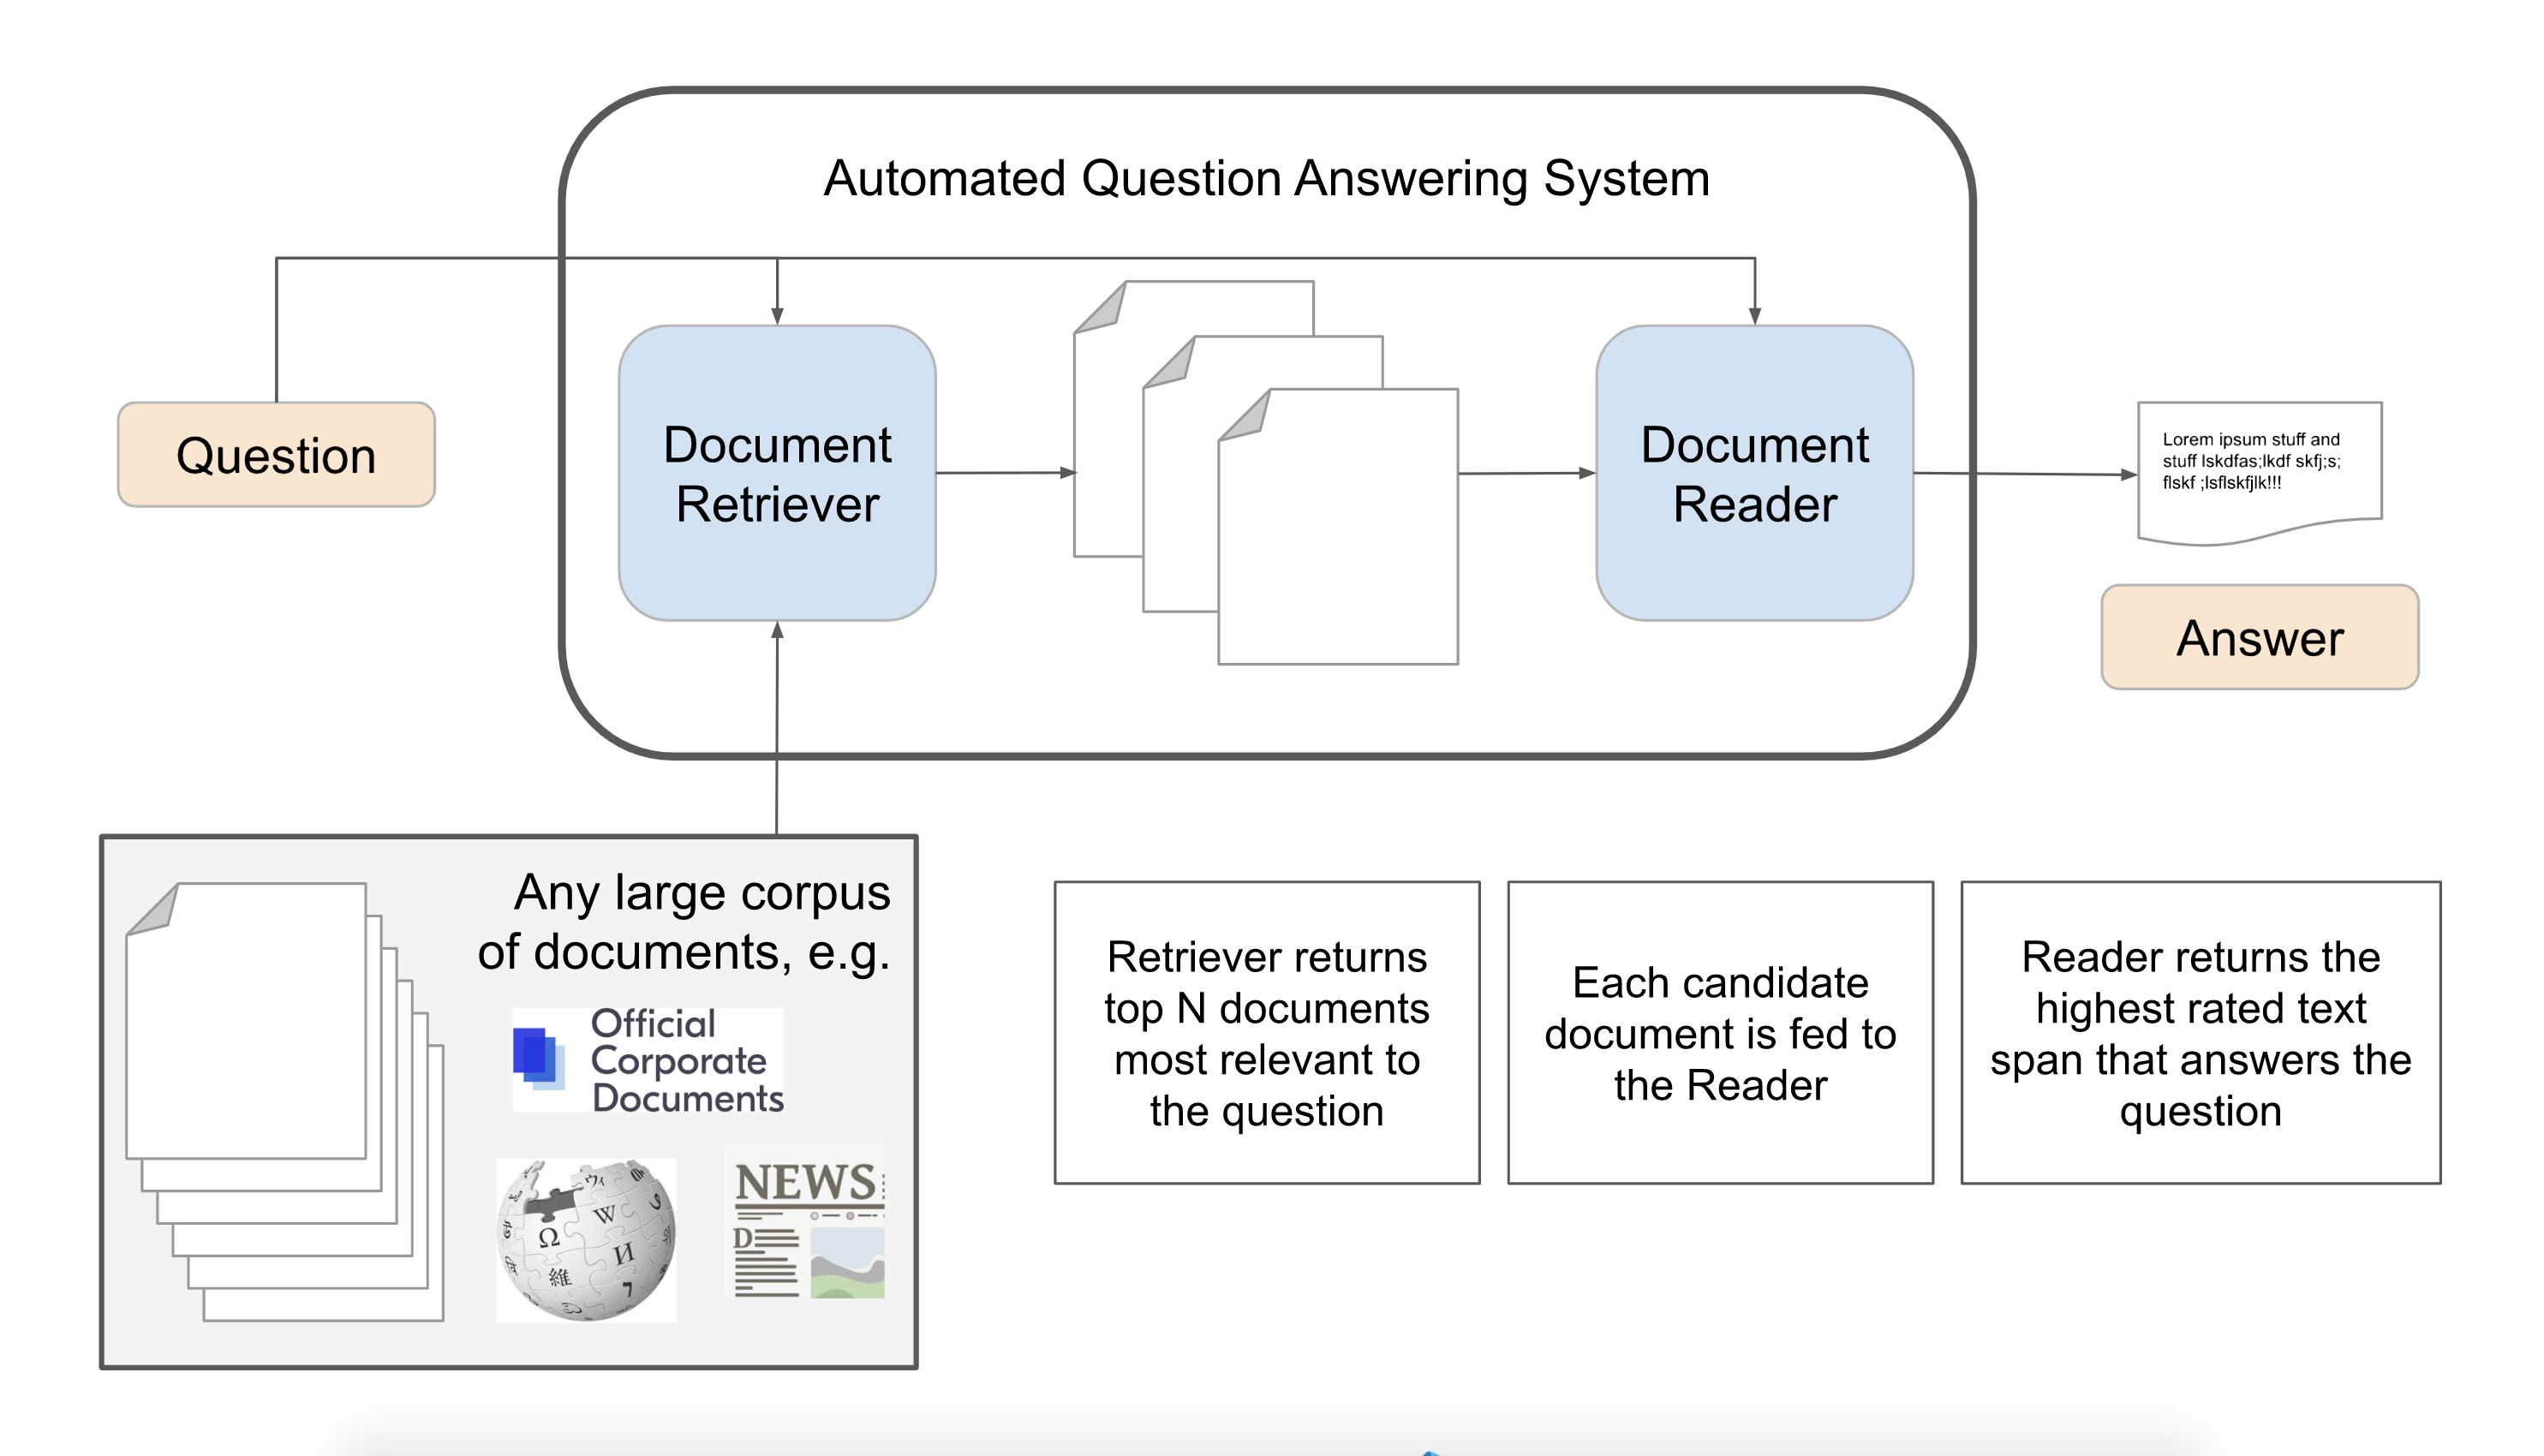 Automated Question Answering System
Question
Document
Retriever
Document
Reader
Lorem ipsum stuff and
stuff lskdfas;lkdf skfj;s;
flskf ;lsflskfjlk!!!
Answer
Any large corpus
of documents, e.g.
Official
Corporate
Documents
NEWS
D
Ω
W
И
維
Retriever returns
top N documents
most relevant to
the question
Each candidate
document is fed to
the Reader
Reader returns the
highest rated text
span that answers the
question